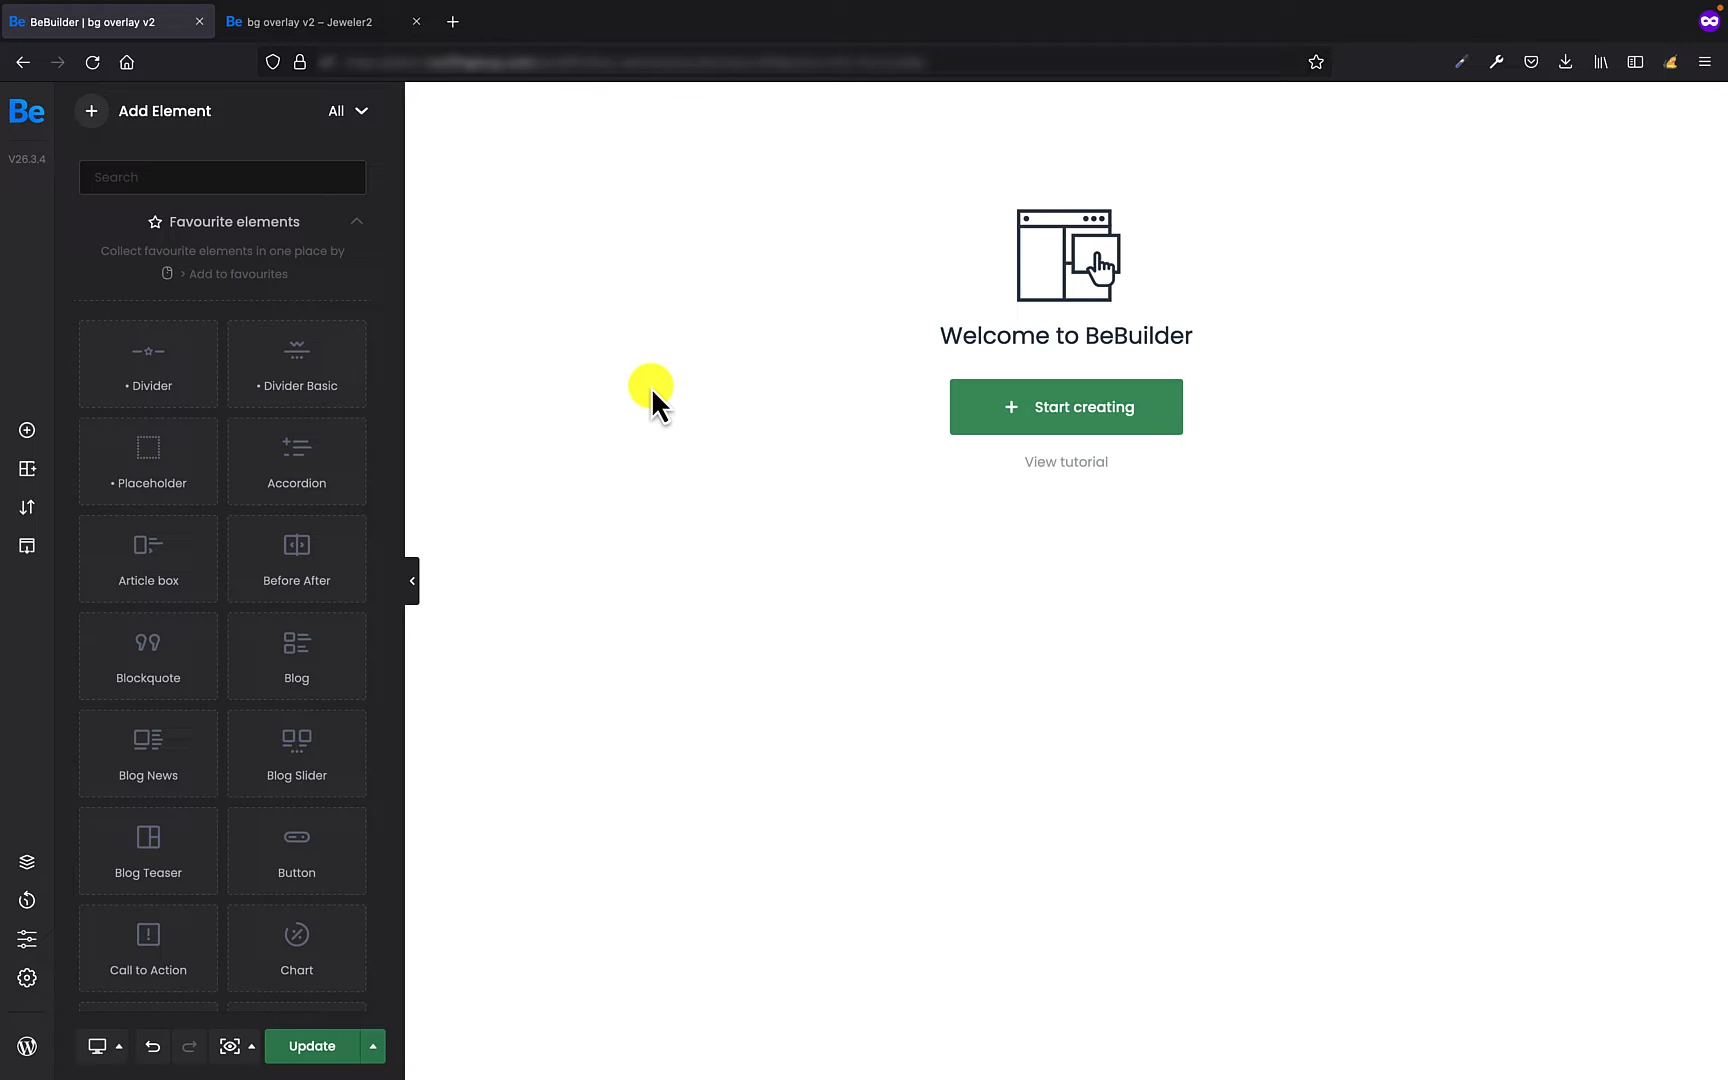 Be BeBuilder | bg overlay v2
Be bg overlay v2 – Jeweler2
Be
V26.3.4
Add Element
All
Search
Favourite elements
Collect favourite elements in one place by
> Add to favourites
• Divider
• Divider Basic
• Placeholder
Accordion
Article box
Before After
Blockquote
Blog
Blog News
Blog Slider
Blog Teaser
Button
Call to Action
Chart
Update
Welcome to BeBuilder
+ Start creating
View tutorial